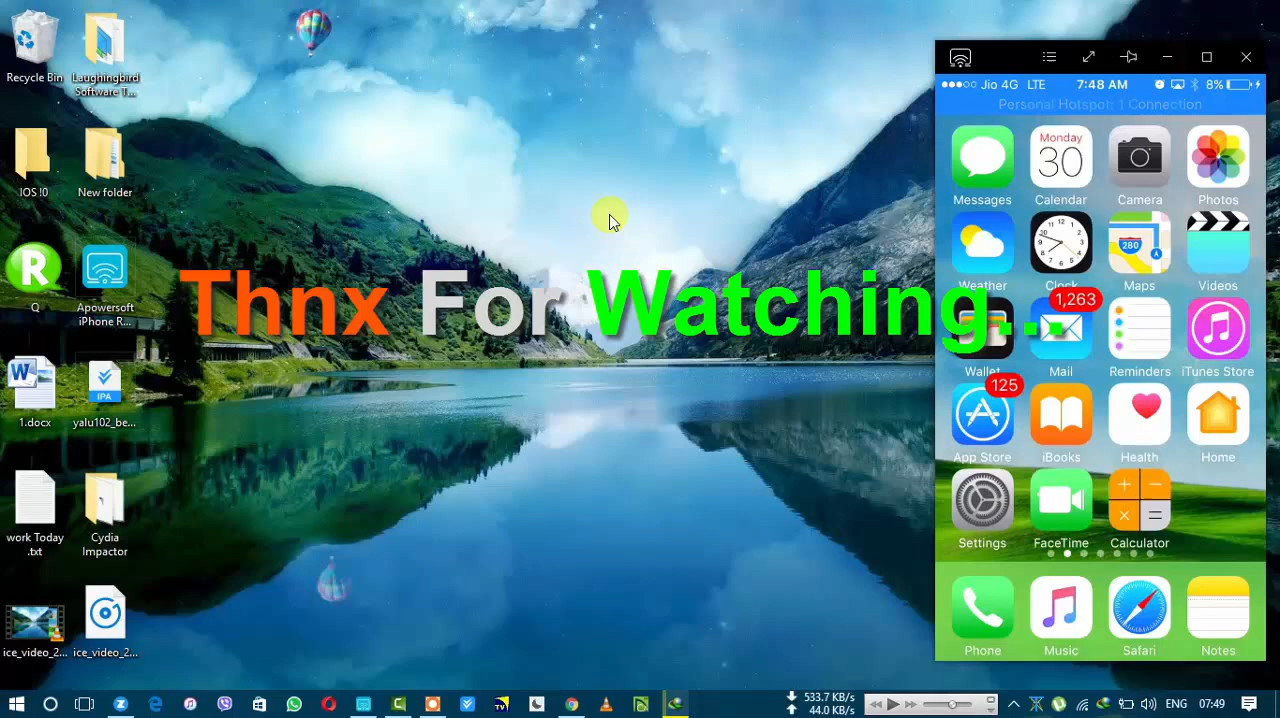 Recycle Bin
Laughingbird
Software T...
IOS !0
New folder
Q
Apowersoft
iPhone R...
1.docx
yalu102_be...
IPA
work Today
.txt
Cydia
Impactor
ice_video_2...
ice_video_2...
Thnx For Watching...
Jio 4G LTE 7:48 AM 8%
Personal Hotspot: 1 Connection
Monday
30
Messages Calendar Camera Photos
280
Weather Clock Maps Videos
1,263
Wallet Mail Reminders iTunes Store
125
App Store iBooks Health Home
Settings FaceTime Calculator
Phone Music Safari Notes
533.7 KB/s
44.0 KB/s
ENG 07:49